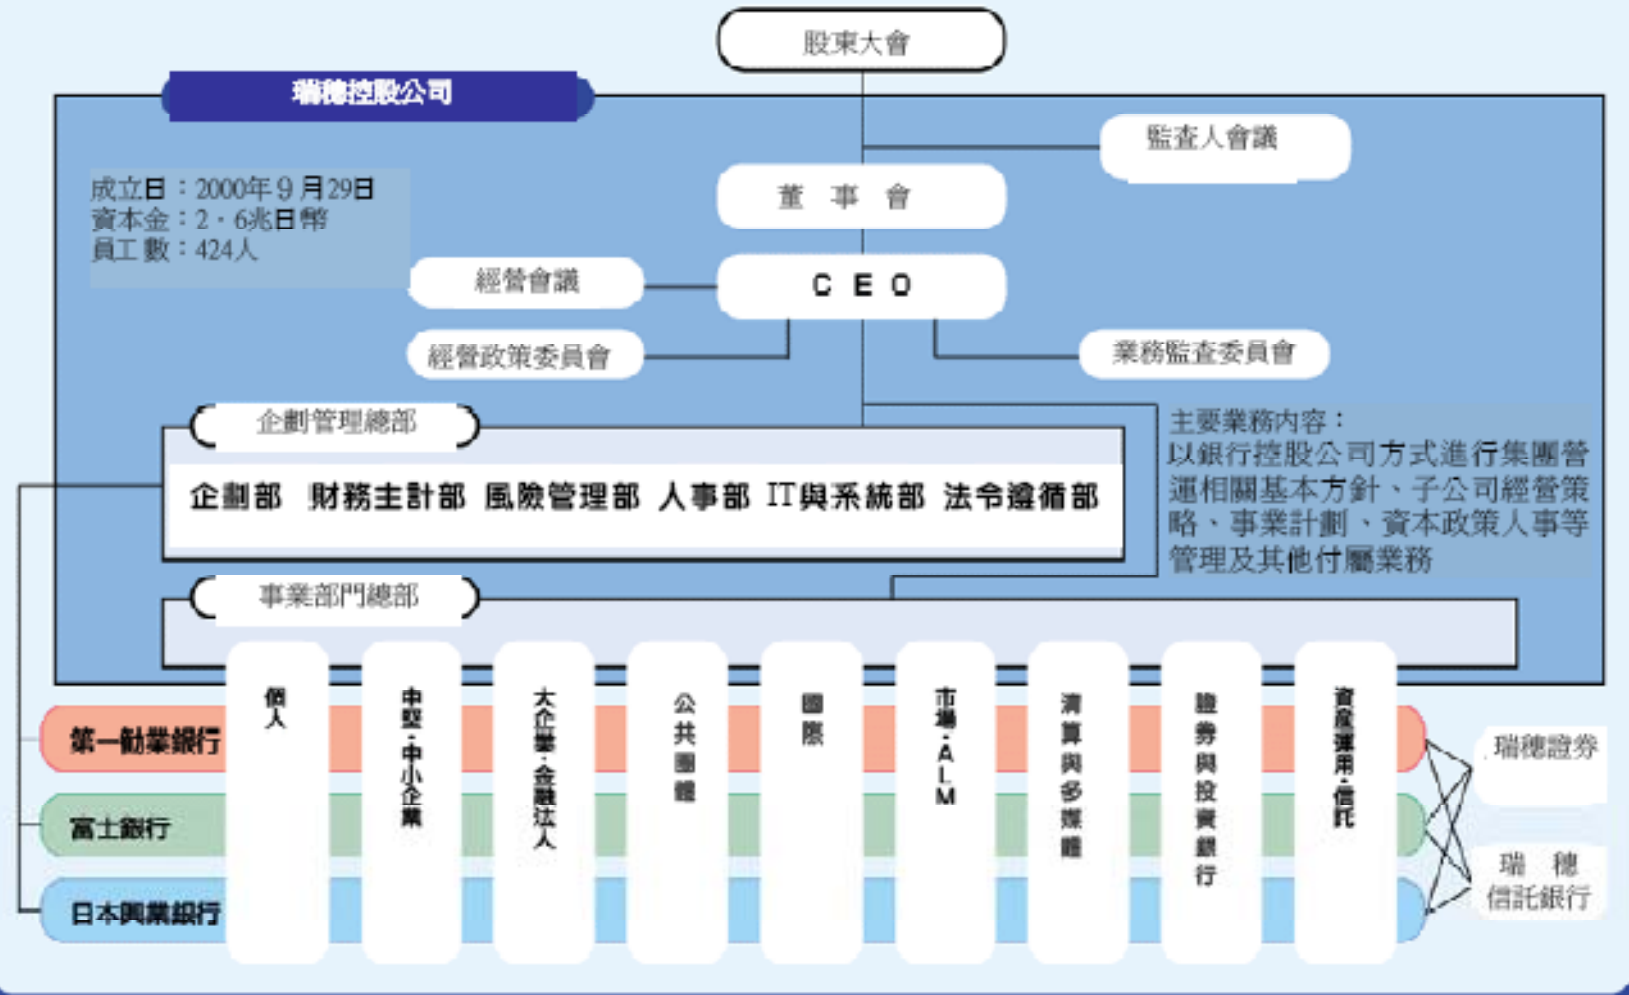 股東大會
瑞穗控股公司
監查人會議
成立日：2000年9月29日
資本金：2．6兆日幣
員工數：424人
董事會
經營會議
CEO
經營政策委員會
業務監查委員會
企劃管理總部
主要業務內容：
以銀行控股公司方式進行集團營
運相關基本方針、子公司經營策
略、事業計劃、資本政策人事等
管理及其他付屬業務
企劃部 財務主計部 風險管理部 人事部 IT與系統部 法令遵循部
事業部門總部
個人
中堅·中小企業
大企業·金融法人
公共團體
國際
市場·ALM
清算與多媒體
證券與投資銀行
資產運用·信託
第一勧業銀行
富士銀行
日本興業銀行
瑞穗證券
瑞穗
信託銀行